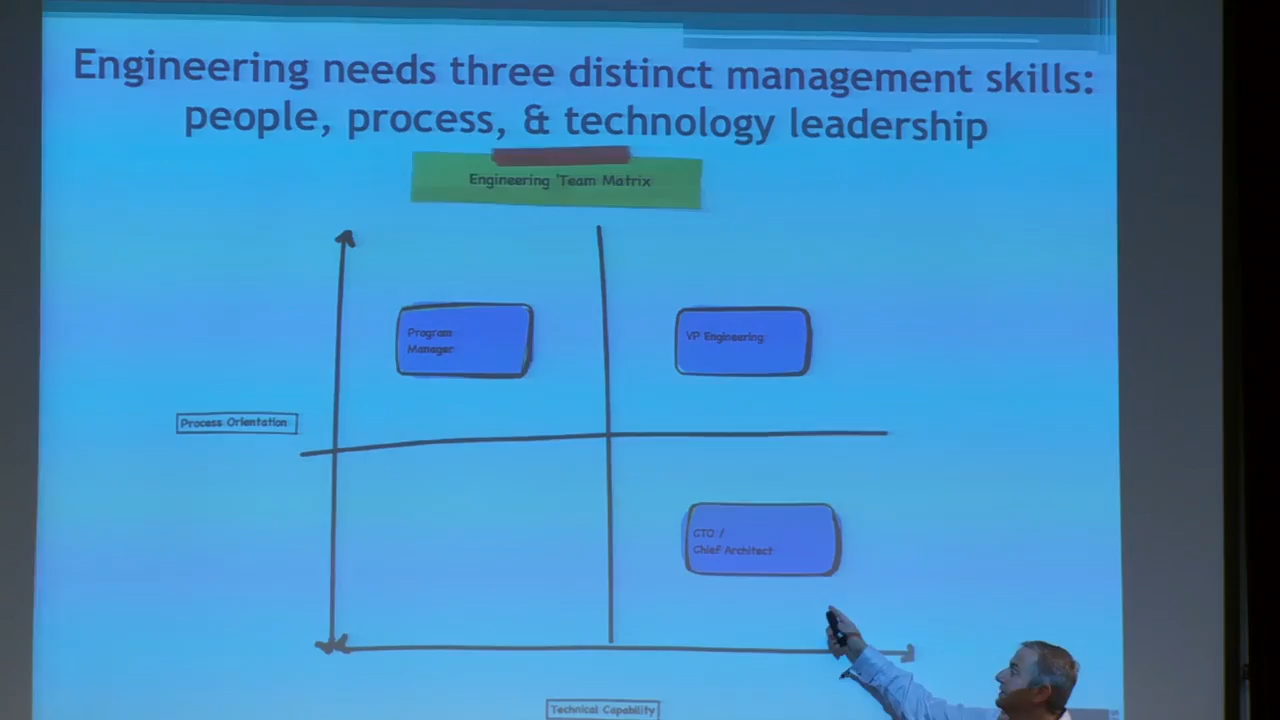 Engineering needs three distinct management skills:
people, process, & technology leadership
Engineering Team Matrix
Program
Manager
VP Engineering
Process Orientation
CTO /
Chief Architect
Technical Capability